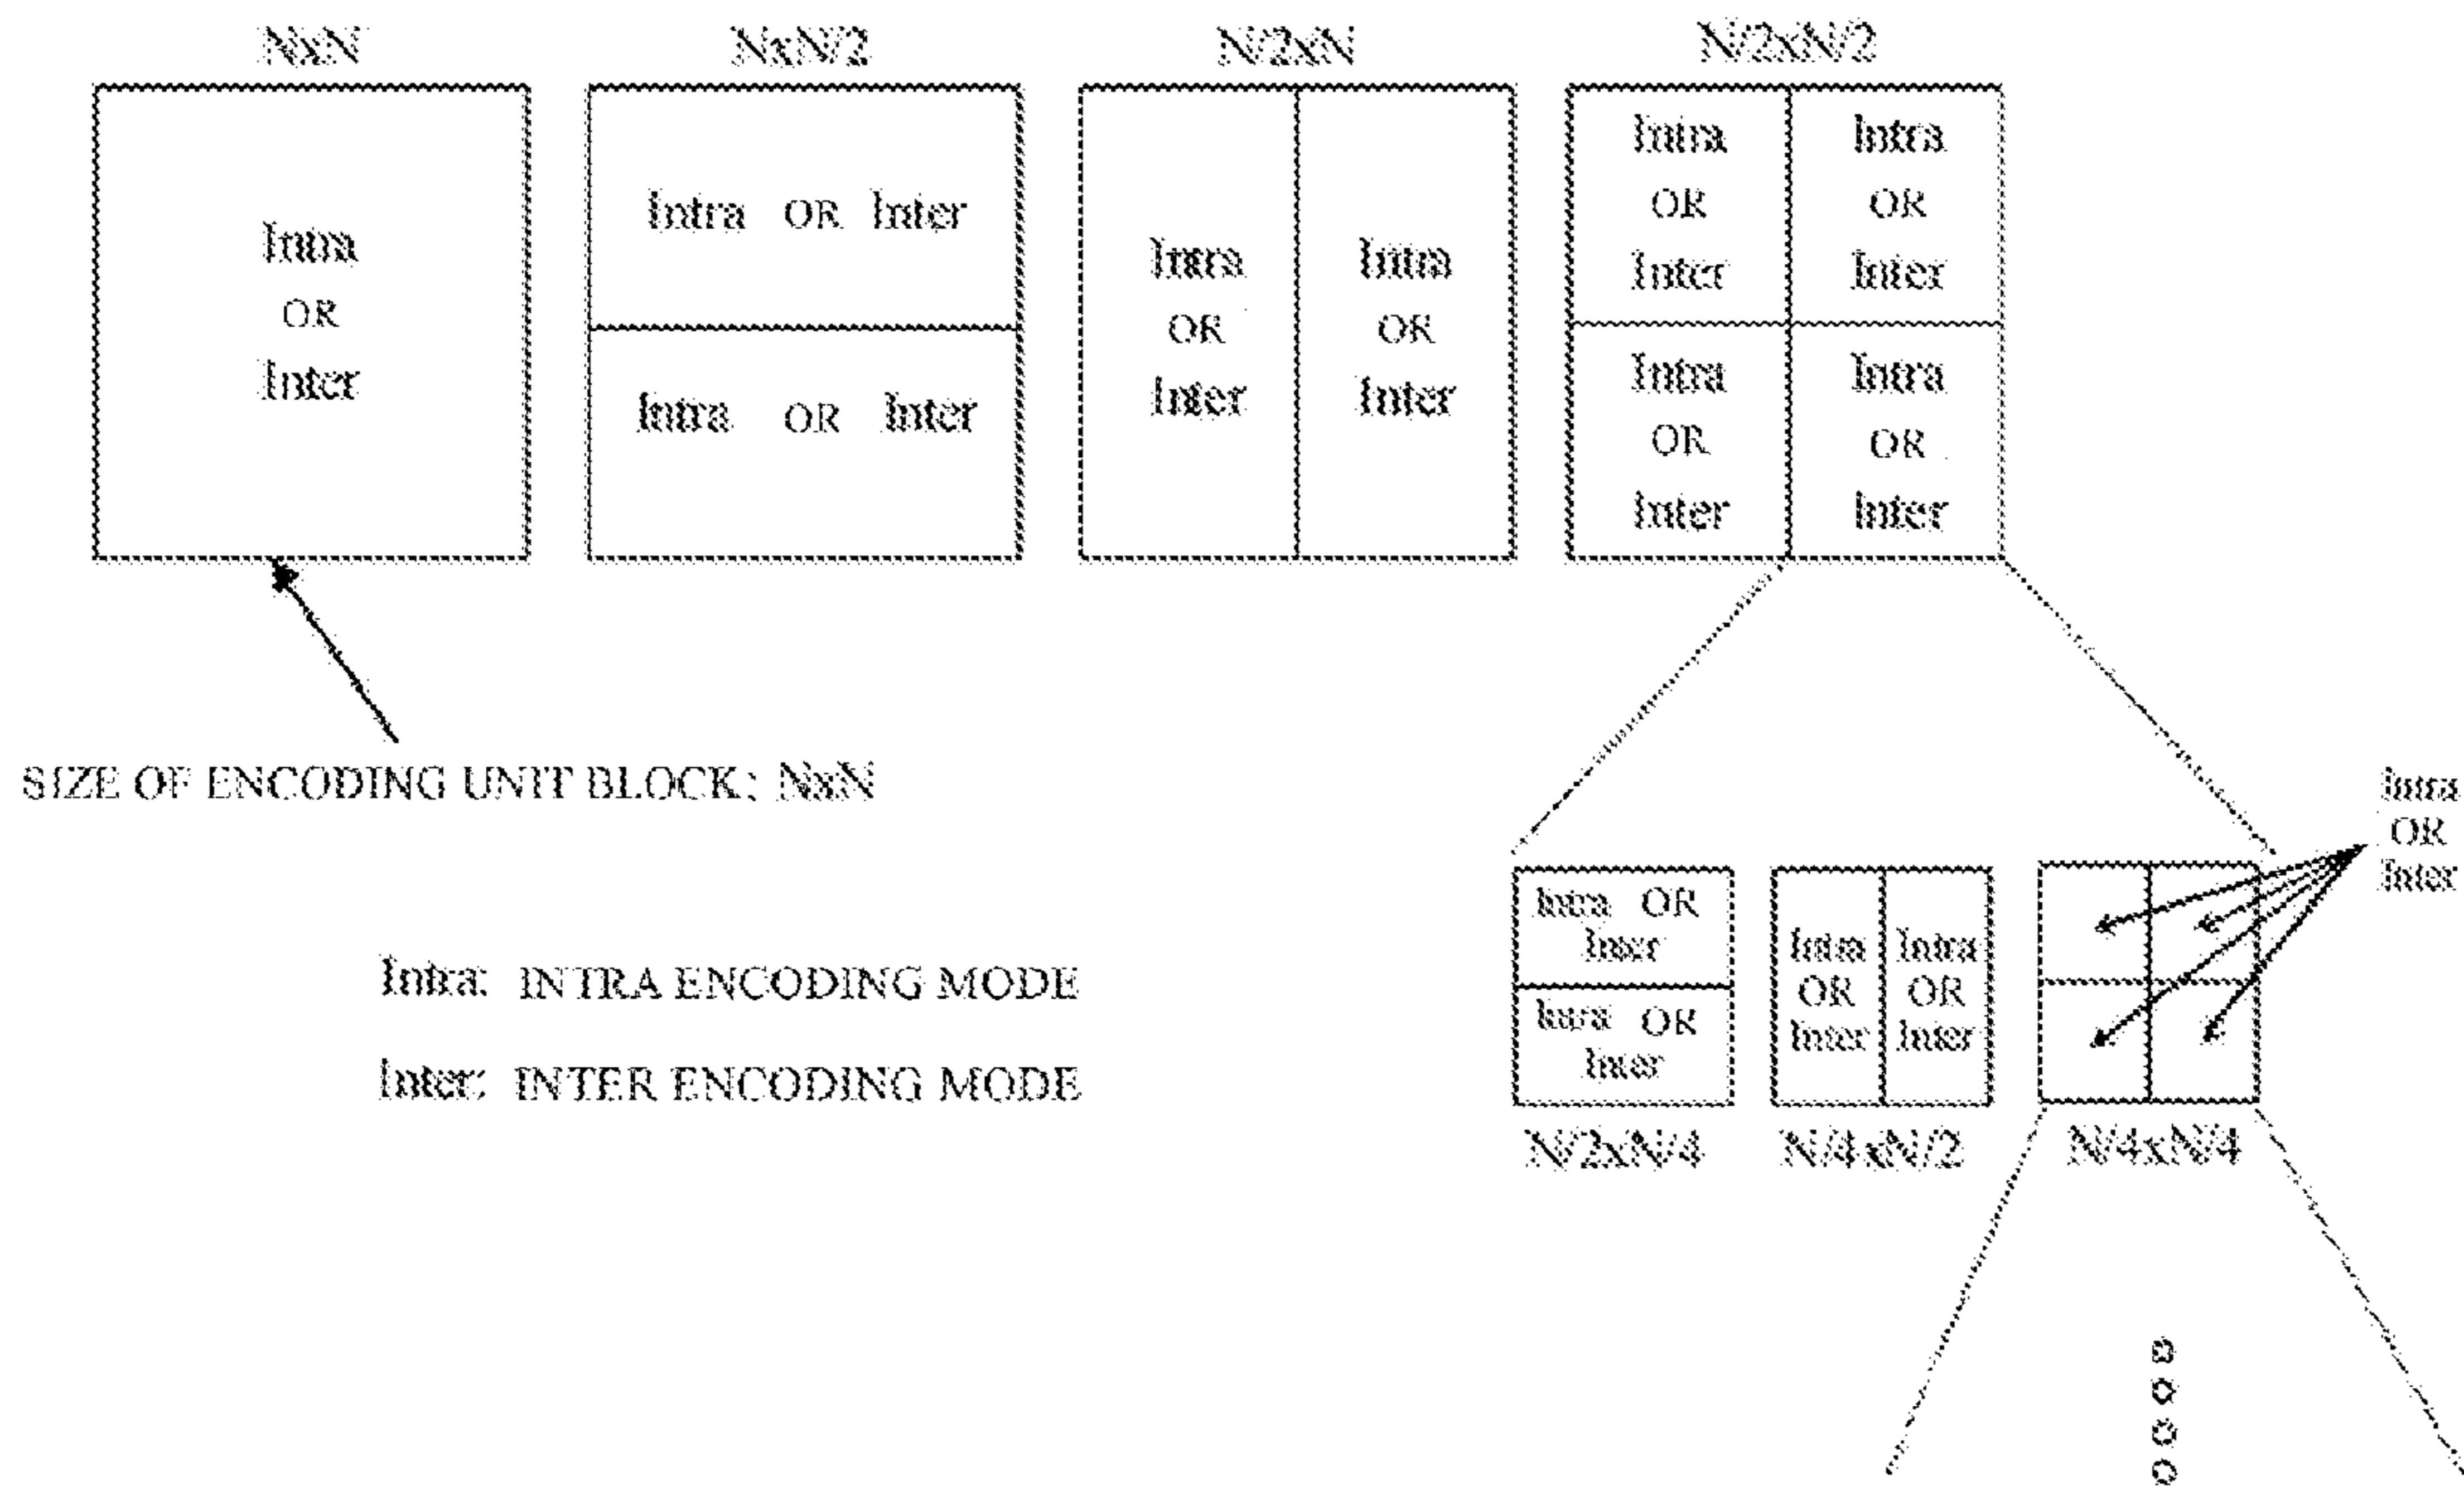 NxN
NxN/2
N/2xN
N/2xN/2
Intra
OR
Inter
Intra OR Inter
Intra OR Inter
Intra
OR
Inter
Intra
OR
Inter
Intra
OR
Inter
Intra
OR
Inter
Intra
OR
Inter
Intra
OR
Inter
SIZE OF ENCODING UNIT BLOCK: NxN
Intra
OR
Inter
Intra OR
Inter
Intra OR
Inter
Intra
OR
Inter
Intra
OR
Inter
N/2xN/4
N/4xN/2
N/4xN/4
Intra: INTRA ENCODING MODE
Inter: INTER ENCODING MODE